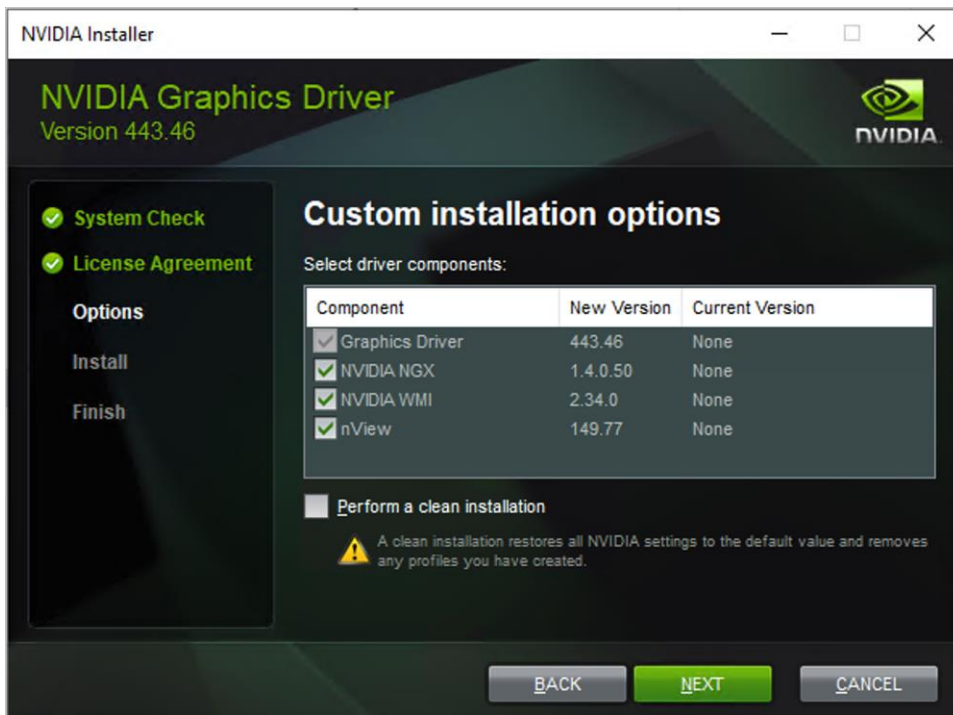 NVIDIA Installer
NVIDIA Graphics Driver
Version 443.46
NVIDIA.
System Check
License Agreement
Options
Install
Finish
Custom installation options
Select driver components:
Component New Version Current Version
Graphics Driver 443.46 None
NVIDIA NGX 1.4.0.50 None
NVIDIA WMI 2.34.0 None
nView 149.77 None
Perform a clean installation
A clean installation restores all NVIDIA settings to the default value and removes
any profiles you have created.
BACK NEXT CANCEL